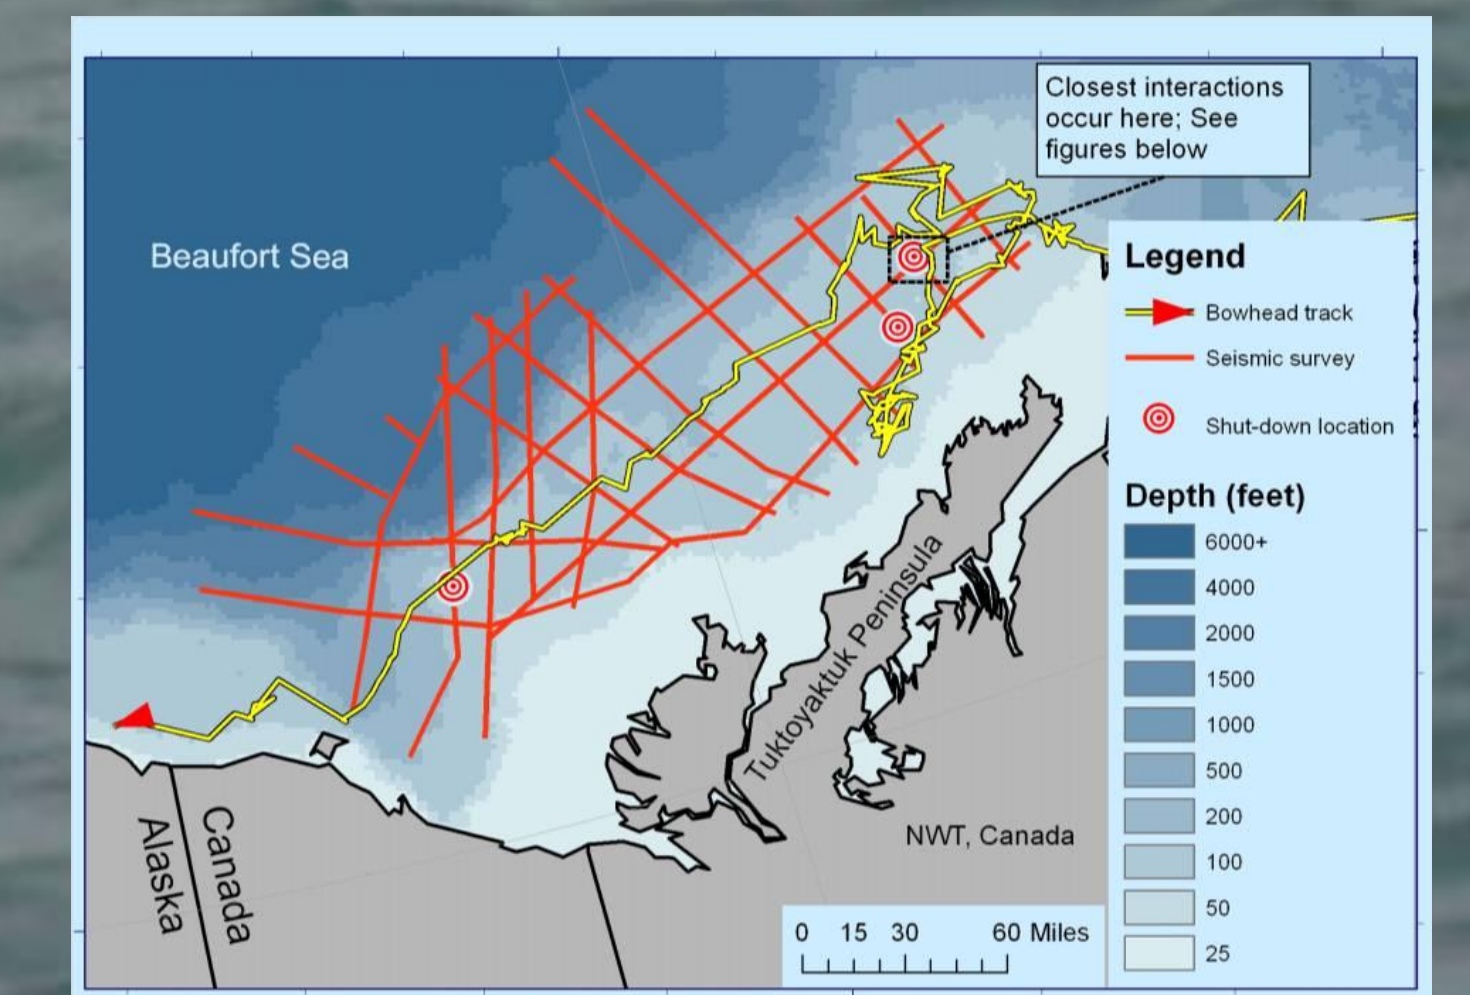 Closest interactions
occur here; See
figures below
Beaufort Sea
Legend
Bowhead track
Seismic survey
Shut-down location
Depth (feet)
6000+
4000
2000
1500
1000
500
200
100
50
25
Tuktoyaktuk Peninsula
NWT, Canada
Canada
Alaska
0 15 30 60 Miles